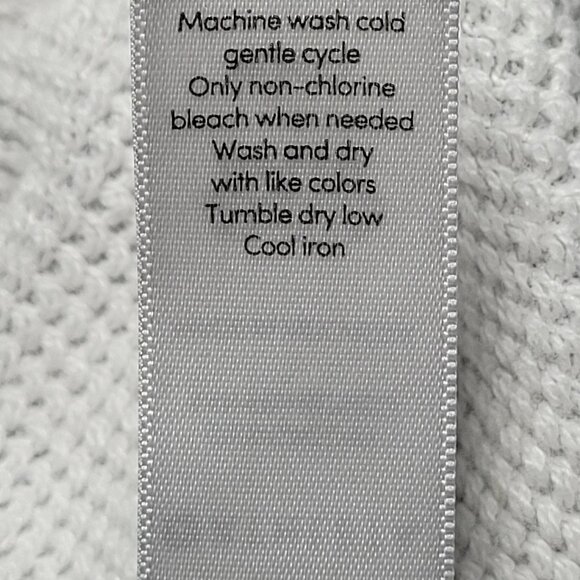 Machine wash cold
gentle cycle
Only non-chlorine
bleach when needed
Wash and dry
with like colors
Tumble dry low
Cool iron